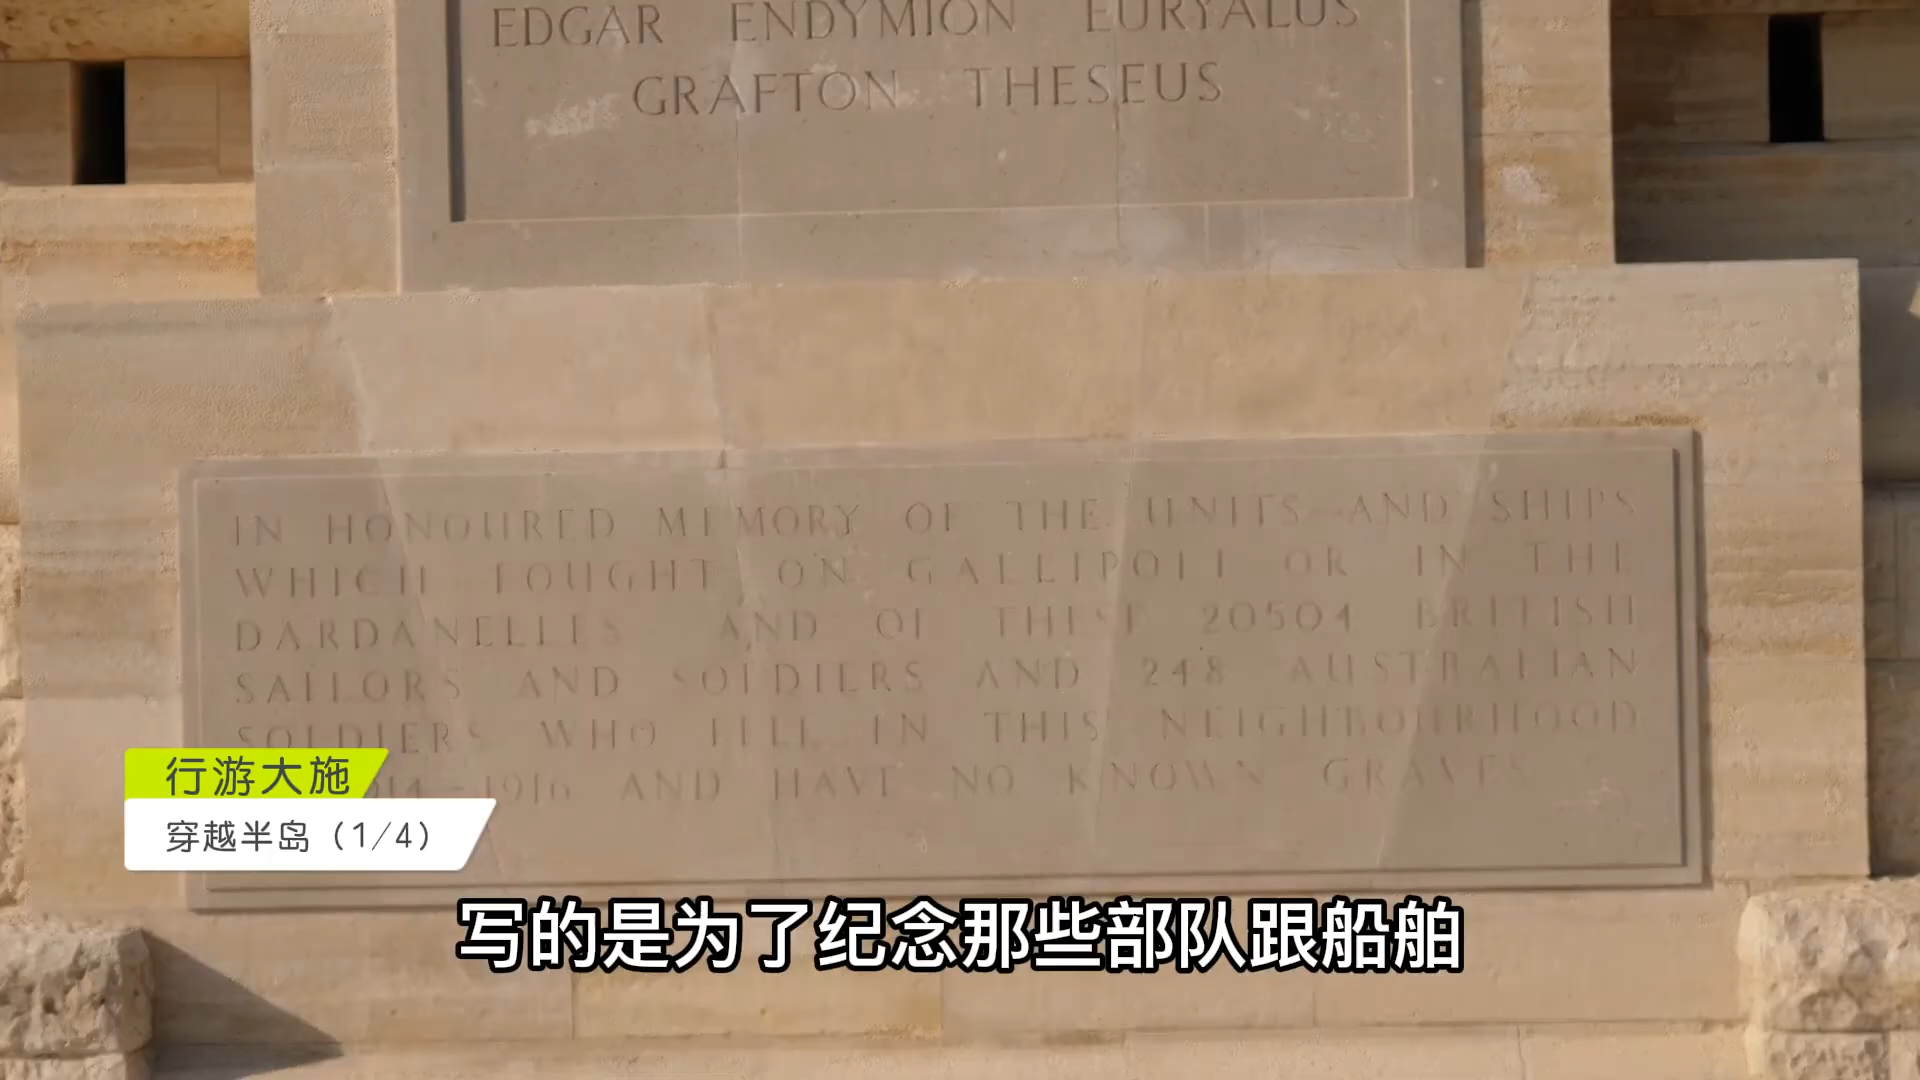 EDGAR ENDYMION EURYALUS
GRAFTON THESEUS
IN HONOURED MEMORY OF THE UNITS AND SHIPS
WHICH FOUGHT ON GALLIPOLI OR IN THE
DARDANELLES AND OF THESE 20504 BRITISH
SAILORS AND SOLDIERS AND 248 AUSTRALIAN
SOLDIERS WHO FELL IN THIS NEIGHBOURHOOD
1916 AND HAVE NO KNOWN GRAVES
行游大施
穿越半岛（1/4）
写的是为了纪念那些部队跟船舶